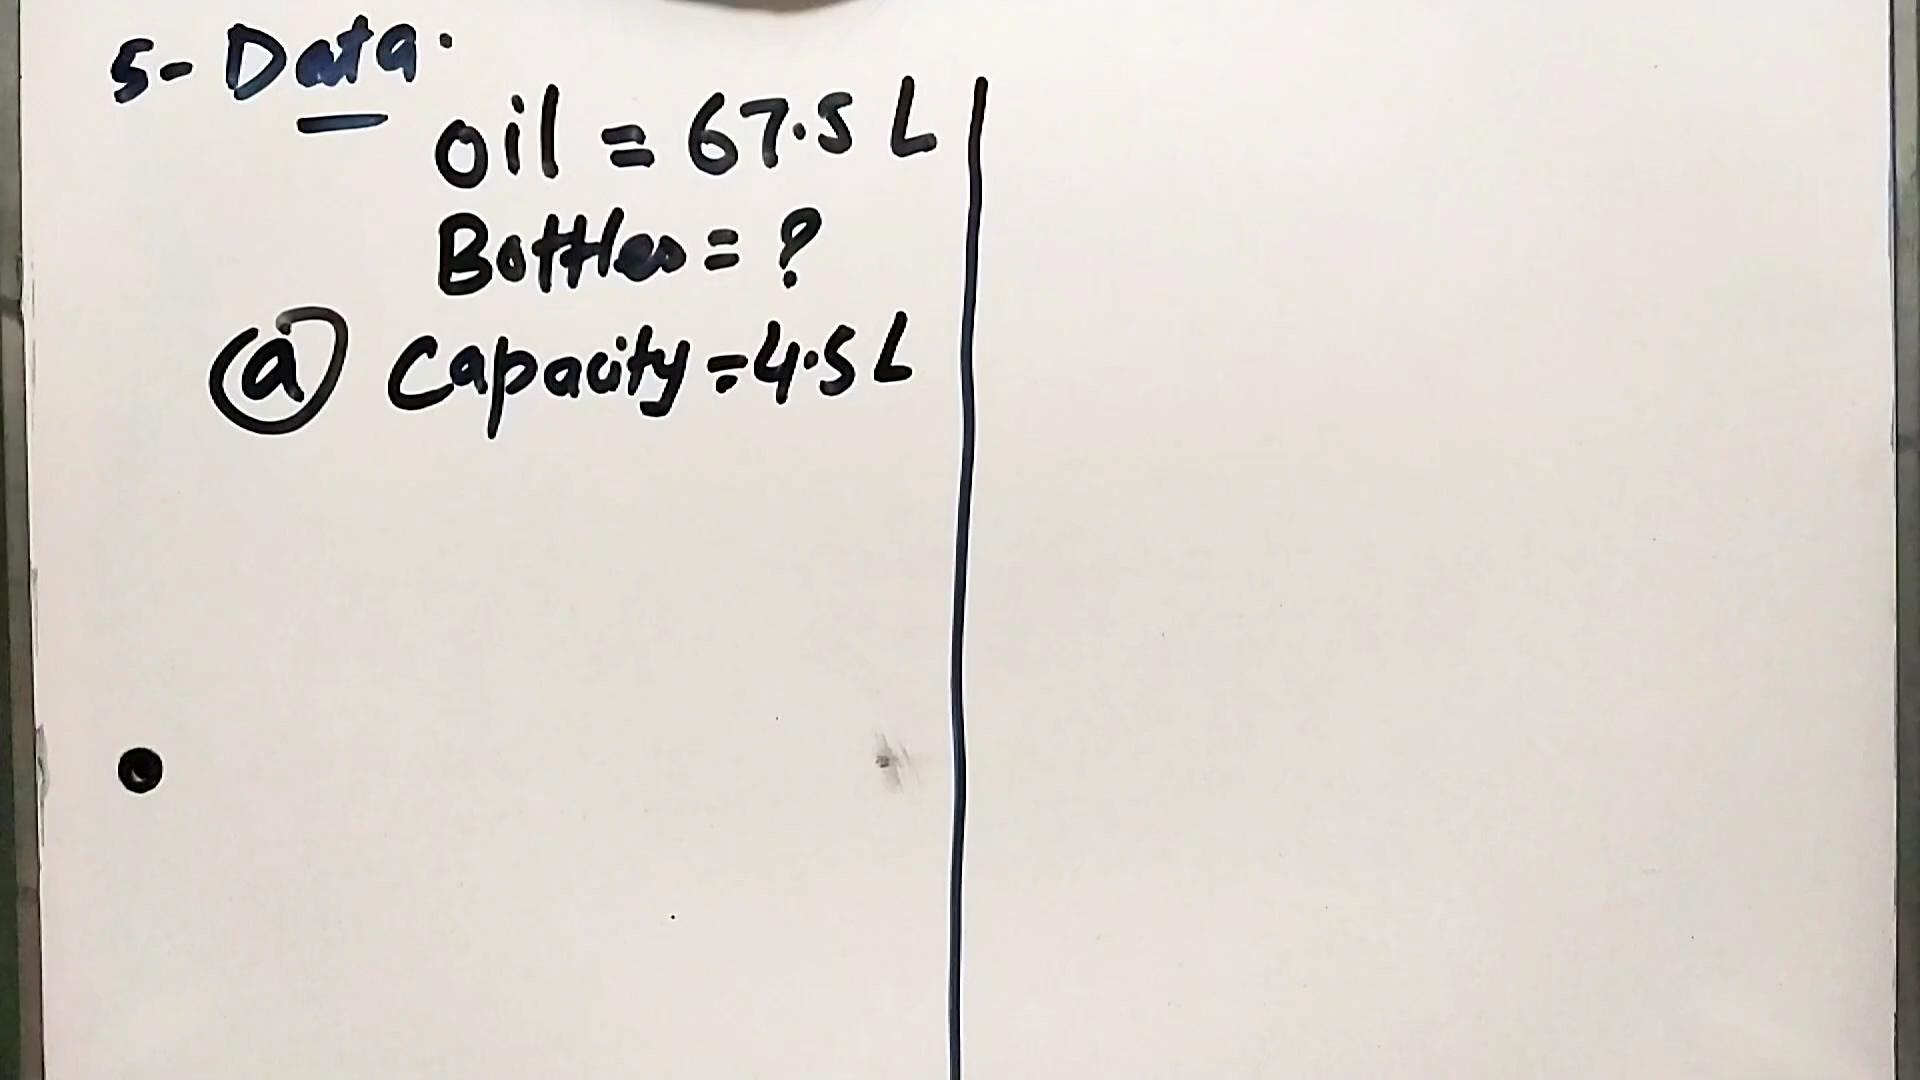 5- Data.
oil = 67.5 L
Bottles = ?
(a) Capacity = 4.5 L